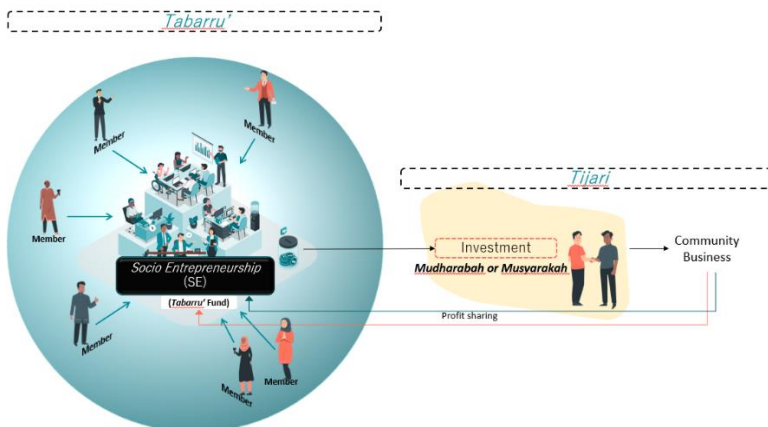 Tabarru'
Member
Member
Member
Member
Member
Member
Socio Entrepreneurship
(SE)
(Tabarru' Fund)
Tijari
Investment
Mudharabah or Musyarakah
Community
Business
Profit sharing